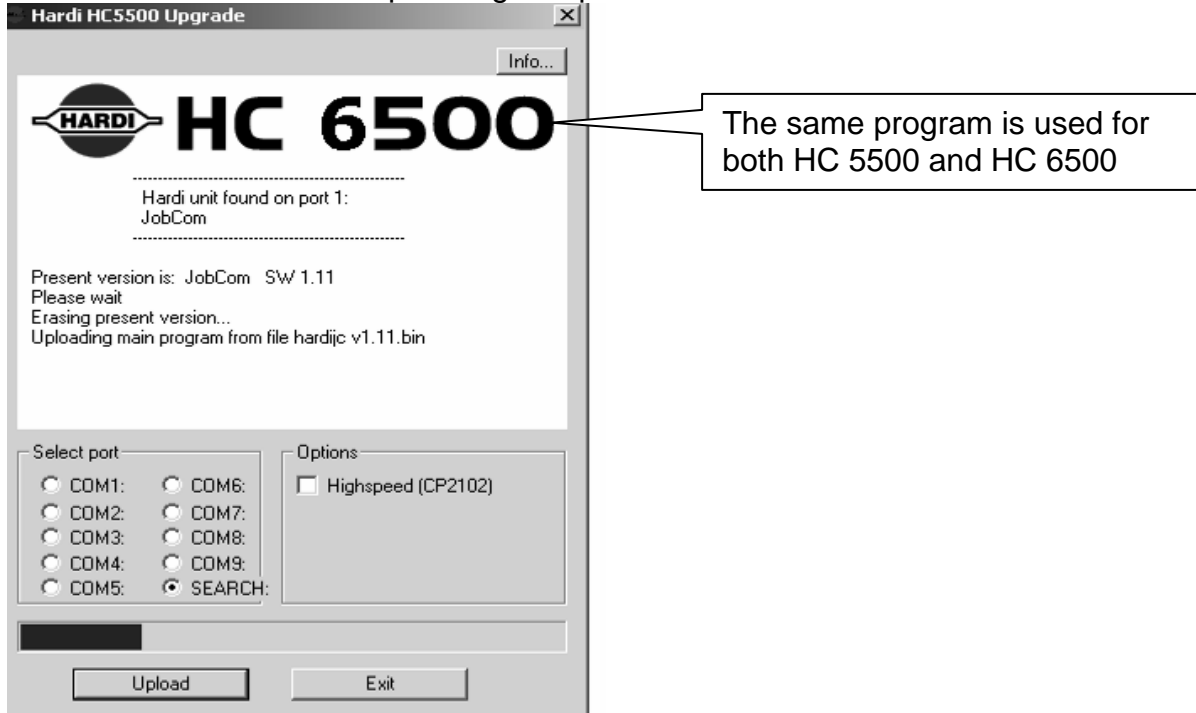 Hardi HC5500 Upgrade
Info...
HARDI HC 6500
The same program is used for
both HC 5500 and HC 6500
Hardi unit found on port 1:
JobCom
Present version is: JobCom SW 1.11
Please wait
Erasing present version...
Uploading main program from file hardijc v1.11.bin
Select port
COM1: COM6:
COM2: COM7:
COM3: COM8:
COM4: COM9:
COM5: SEARCH:
Options
Highspeed (CP2102)
Upload Exit